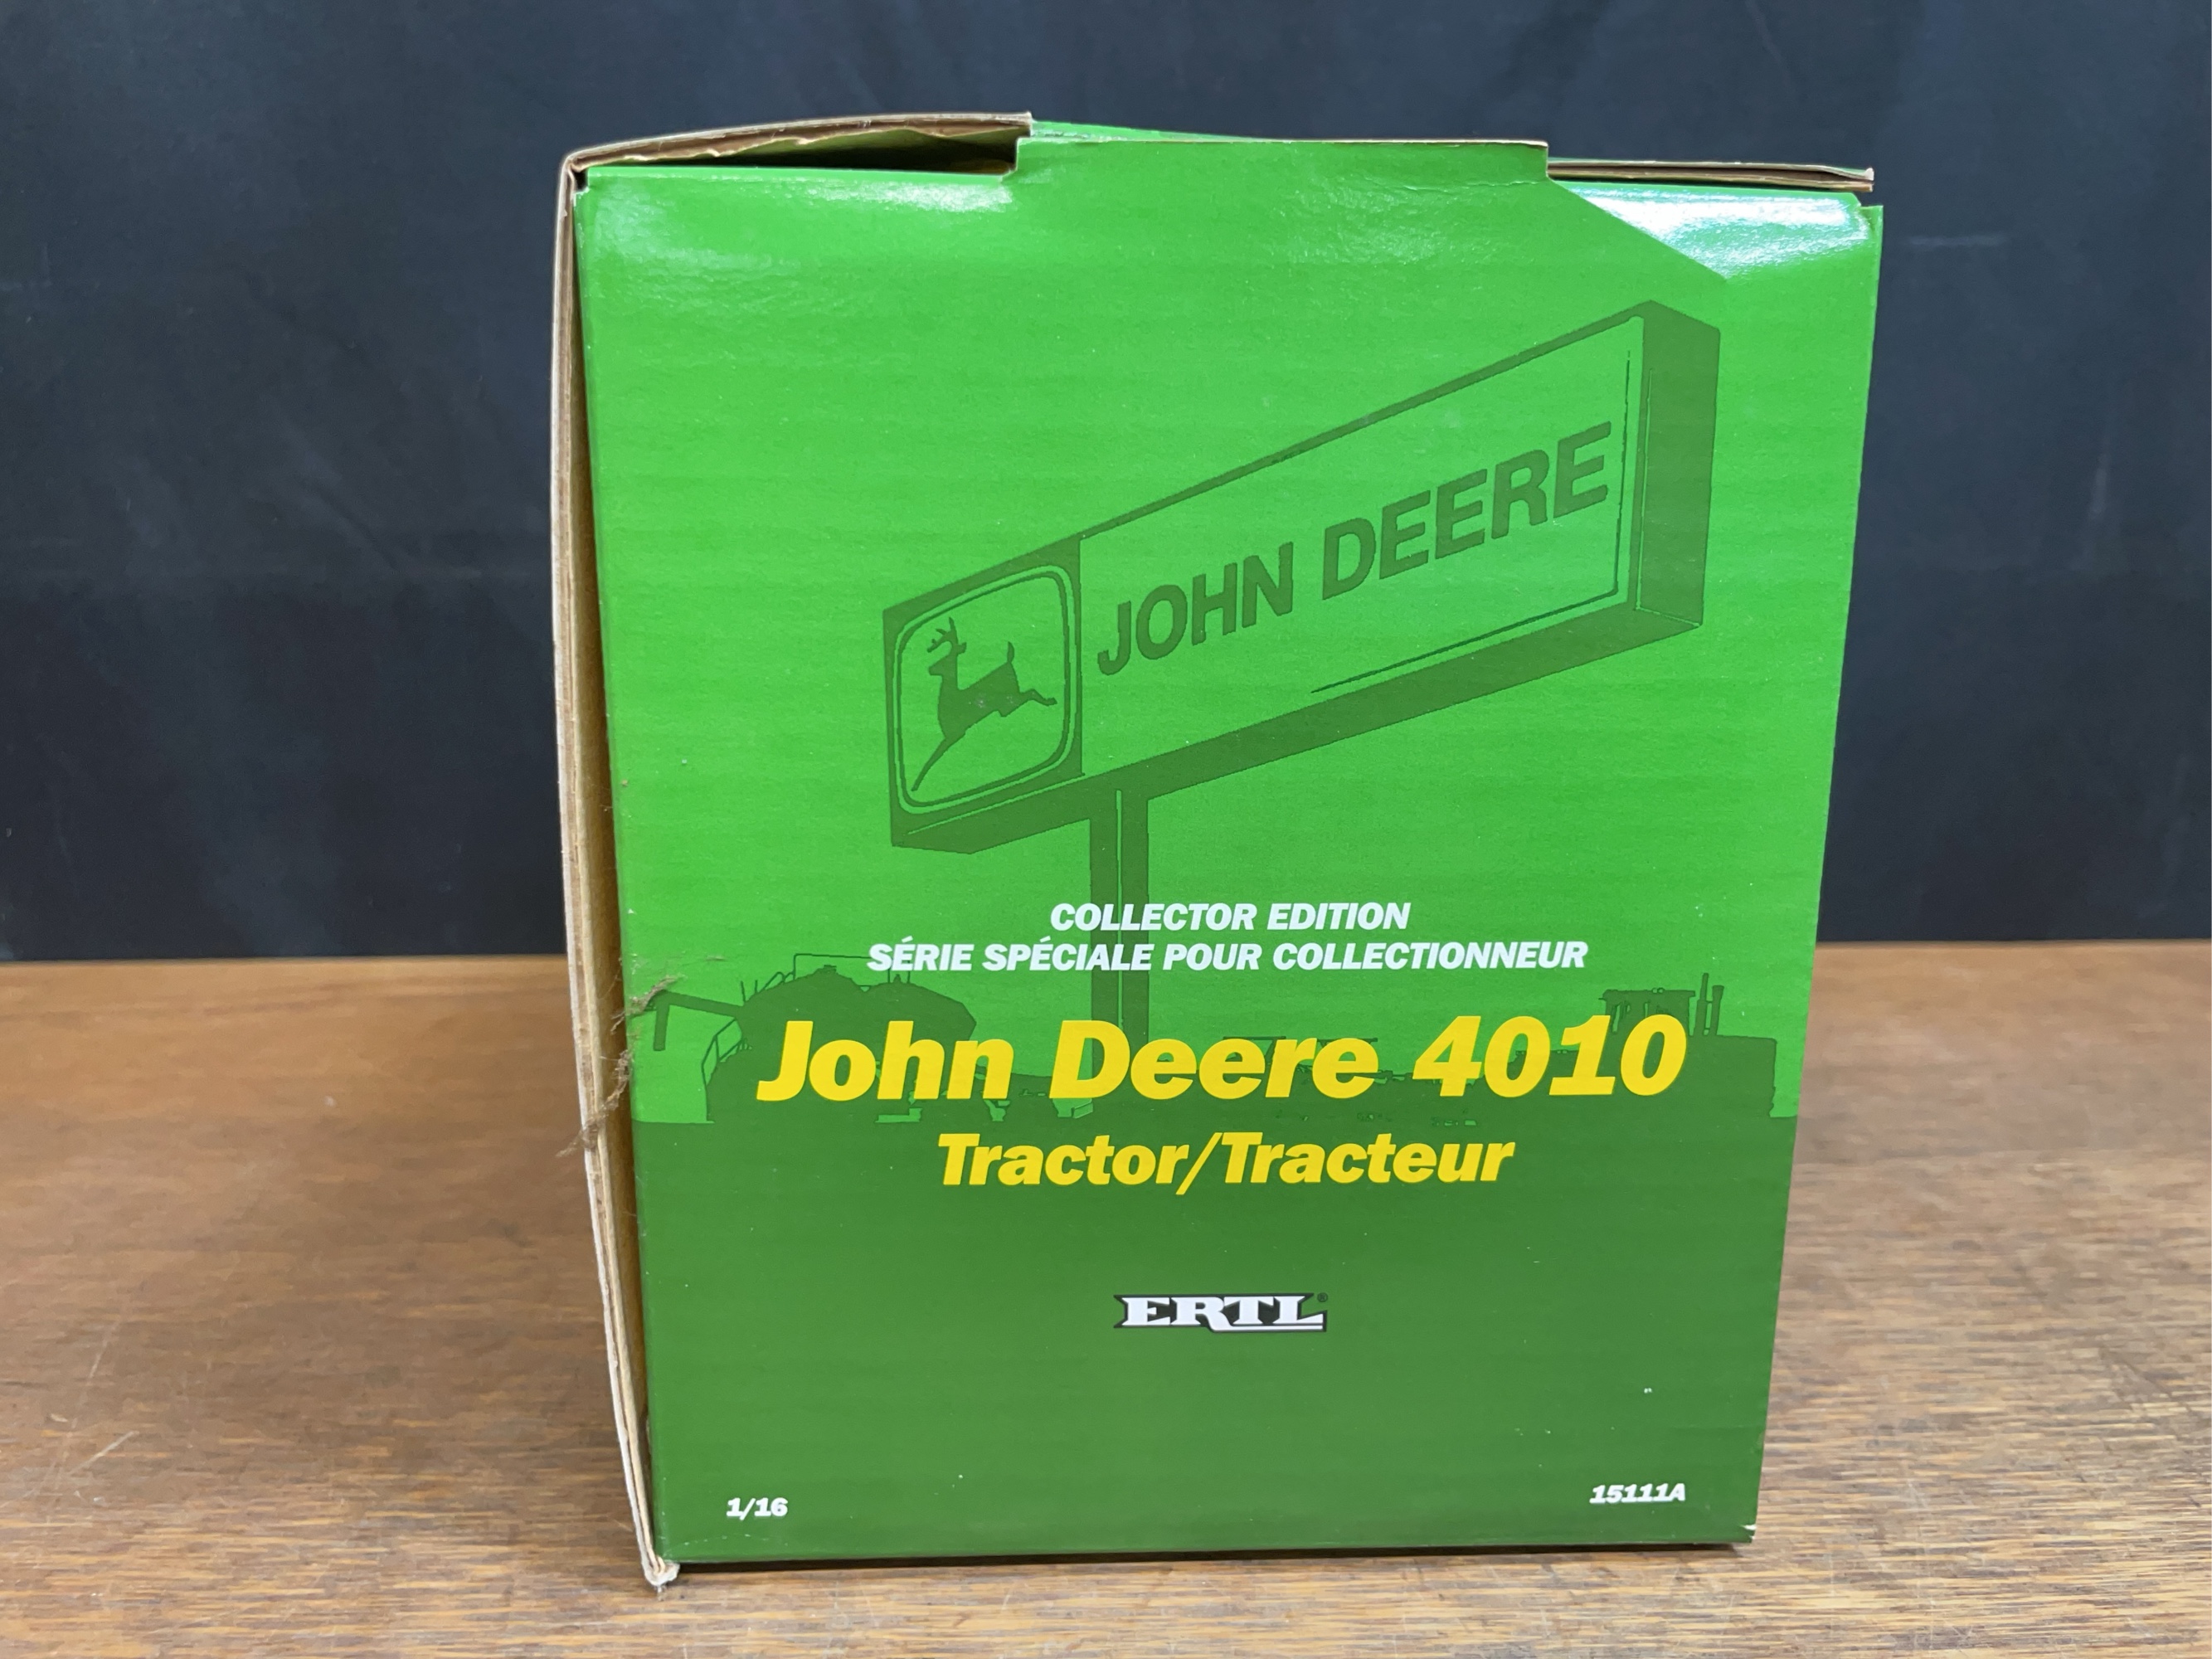 JOHN DEERE
COLLECTOR EDITION
SÉRIE SPÉCIALE POUR COLLECTIONNEUR
John Deere 4010
Tractor/Tracteur
ERTL®
1/16
15111A